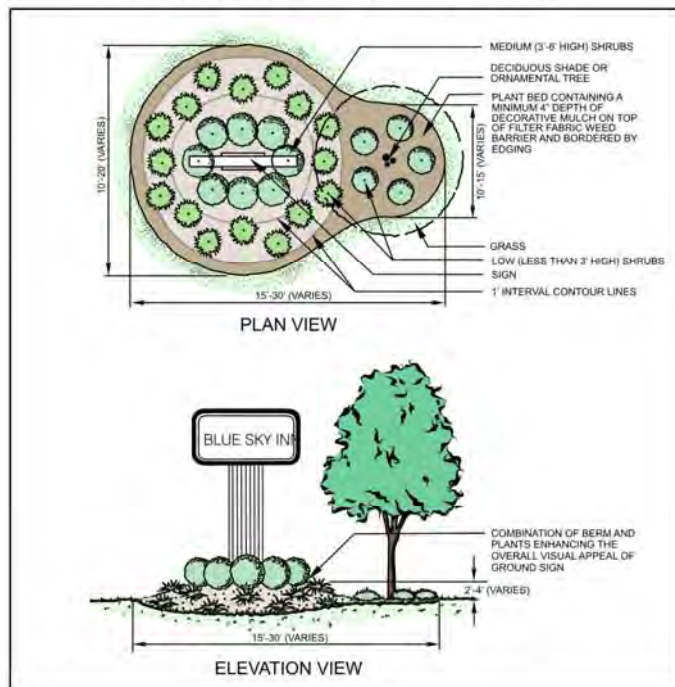 MEDIUM (3'-6' HIGH) SHRUBS
DECIDUOUS SHADE OR
ORNAMENTAL TREE
PLANT BED CONTAINING A
MINIMUM 4" DEPTH OF
DECORATIVE MULCH ON TOP
OF FILTER FABRIC WEED
BARRIER AND BORDERED BY
EDGING
10'-20' (VARIES)
10'-15' (VARIES)
GRASS
LOW (LESS THAN 3' HIGH) SHRUBS
SIGN
1' INTERVAL CONTOUR LINES
15'-30' (VARIES)
PLAN VIEW
BLUE SKY INN
COMBINATION OF BERM AND
PLANTS ENHANCING THE
OVERALL VISUAL APPEAL OF
GROUND SIGN
2'-4' (VARIES)
15'-30' (VARIES)
ELEVATION VIEW